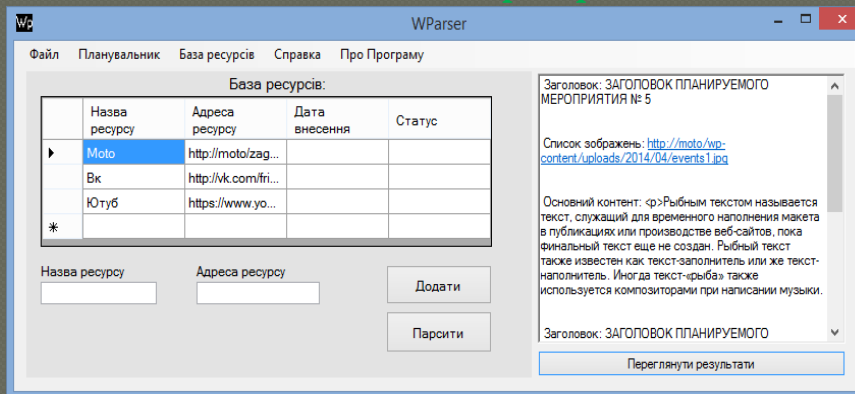 Wp
WParser
Файл Планувальник База ресурсів Справка Про Програму
База ресурсів:
Назва ресурсу Адреса ресурсу Дата внесення Статус
Moto http://moto/zag...
Вк http://vk.com/fri...
Ютуб https://www.yo...
Назва ресурсу Адреса ресурсу
Додати
Парсити
Заголовок: ЗАГОЛОВОК ПЛАНИРУЕМОГО
МЕРОПРИЯТИЯ № 5
Список зображень: http://moto/wp-
content/uploads/2014/04/events1.jpg
Основний контент: <p>Рыбным текстом называется
текст, служащий для временного наполнения макета
в публикациях или производстве веб-сайтов, пока
финальный текст еще не создан. Рыбный текст
также известен как текст-заполнитель или же текст-
наполнитель. Иногда текст-«рыба» также
используется композиторами при написании музыки.
Заголовок: ЗАГОЛОВОК ПЛАНИРУЕМОГО
Переглянути результати